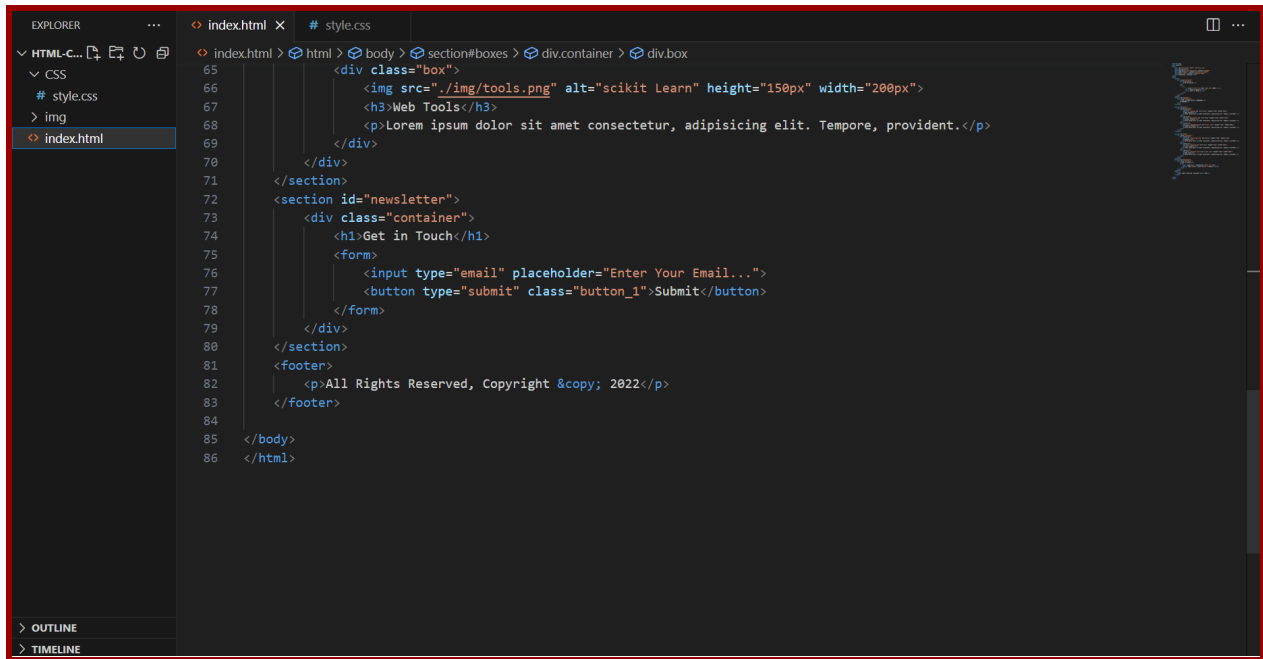 EXPLORER ···
HTML-C...
CSS
# style.css
img
<> index.html
OUTLINE
TIMELINE
<> index.html × # style.css ···
<> index.html > html > body > section#boxes > div.container > div.box
65 <div class="box">
66 <img src="./img/tools.png" alt="scikit Learn" height="150px" width="200px">
67 <h3>Web Tools</h3>
68 <p>Lorem ipsum dolor sit amet consectetur, adipisicing elit. Tempore, provident.</p>
69 </div>
70 </div>
71 </section>
72 <section id="newsletter">
73 <div class="container">
74 <h1>Get in Touch</h1>
75 <form>
76 <input type="email" placeholder="Enter Your Email...">
77 <button type="submit" class="button_1">Submit</button>
78 </form>
79 </div>
80 </section>
81 <footer>
82 <p>All Rights Reserved, Copyright &copy; 2022</p>
83 </footer>
84
85 </body>
86 </html>